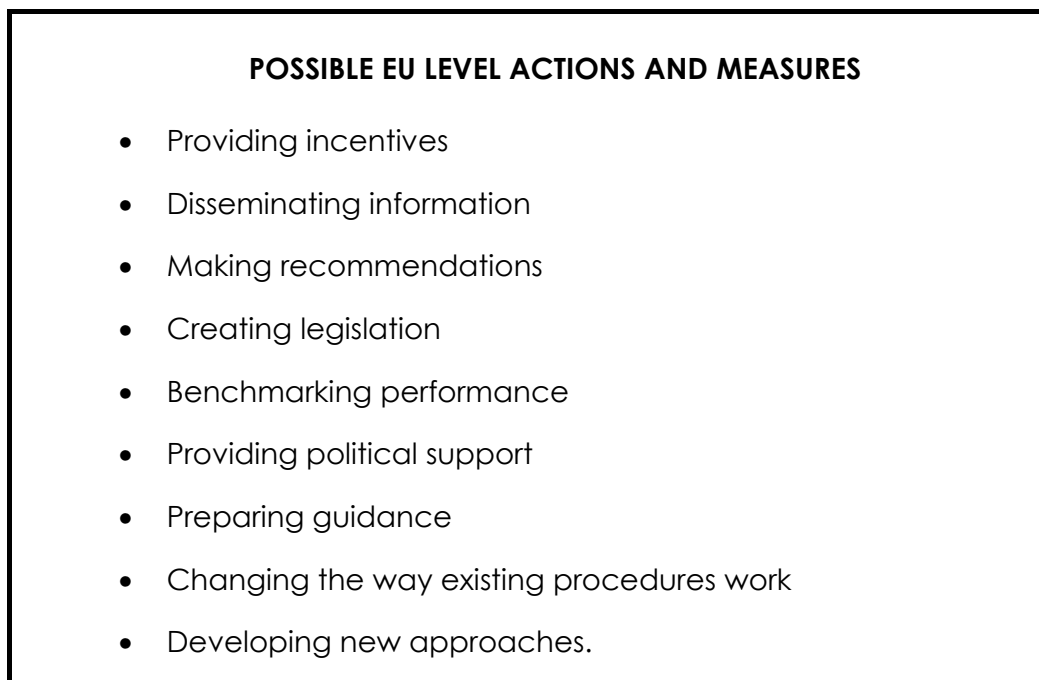 POSSIBLE EU LEVEL ACTIONS AND MEASURES
• Providing incentives
• Disseminating information
• Making recommendations
• Creating legislation
• Benchmarking performance
• Providing political support
• Preparing guidance
• Changing the way existing procedures work
• Developing new approaches.